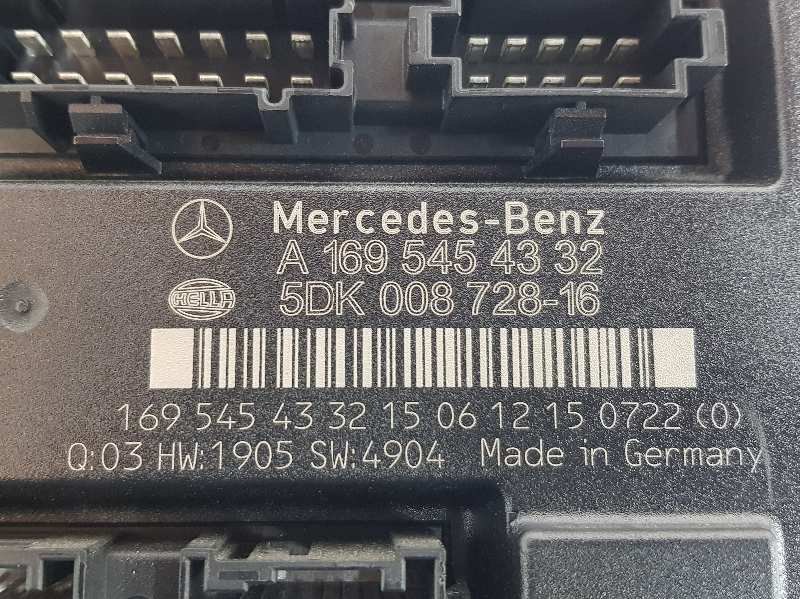 Mercedes-Benz
A 169 545 43 32
HELLA
5DK 008 728-16
169 545 43 32 15 06 12 15 0722 (0)
Q:03 HW:1905 SW:4904 Made in Germany